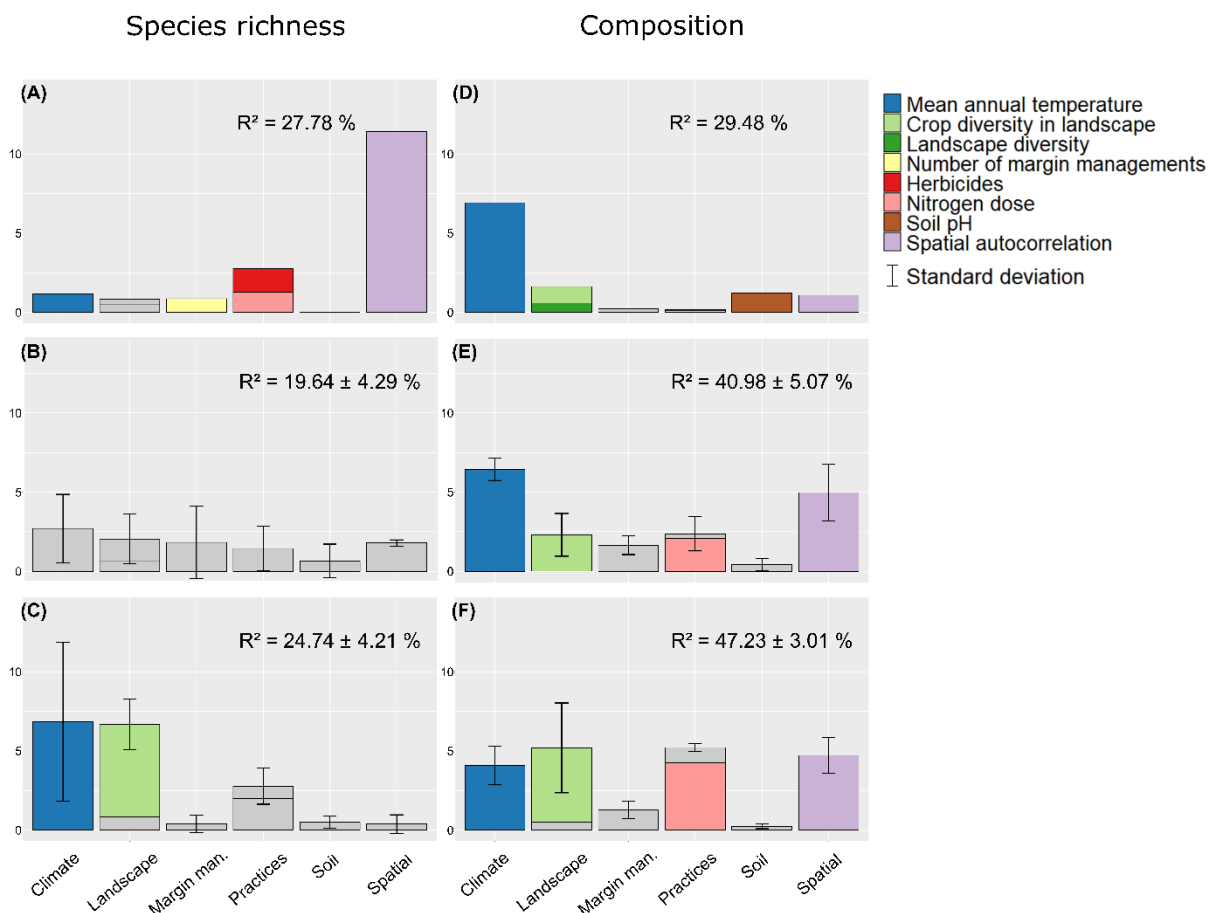 Species richness
Composition
(A)
R² = 27.78 %
10
5
0
(D)
R² = 29.48 %
10
5
0
Mean annual temperature
Crop diversity in landscape
Landscape diversity
Number of margin managements
Herbicides
Nitrogen dose
Soil pH
Spatial autocorrelation
Standard deviation
(B)
R² = 19.64 ± 4.29 %
10
5
0
(E)
R² = 40.98 ± 5.07 %
10
5
0
(C)
R² = 24.74 ± 4.21 %
10
5
0
(F)
R² = 47.23 ± 3.01 %
10
5
0
Climate
Landscape
Margin man.
Practices
Soil
Spatial
Climate
Landscape
Margin man.
Practices
Soil
Spatial